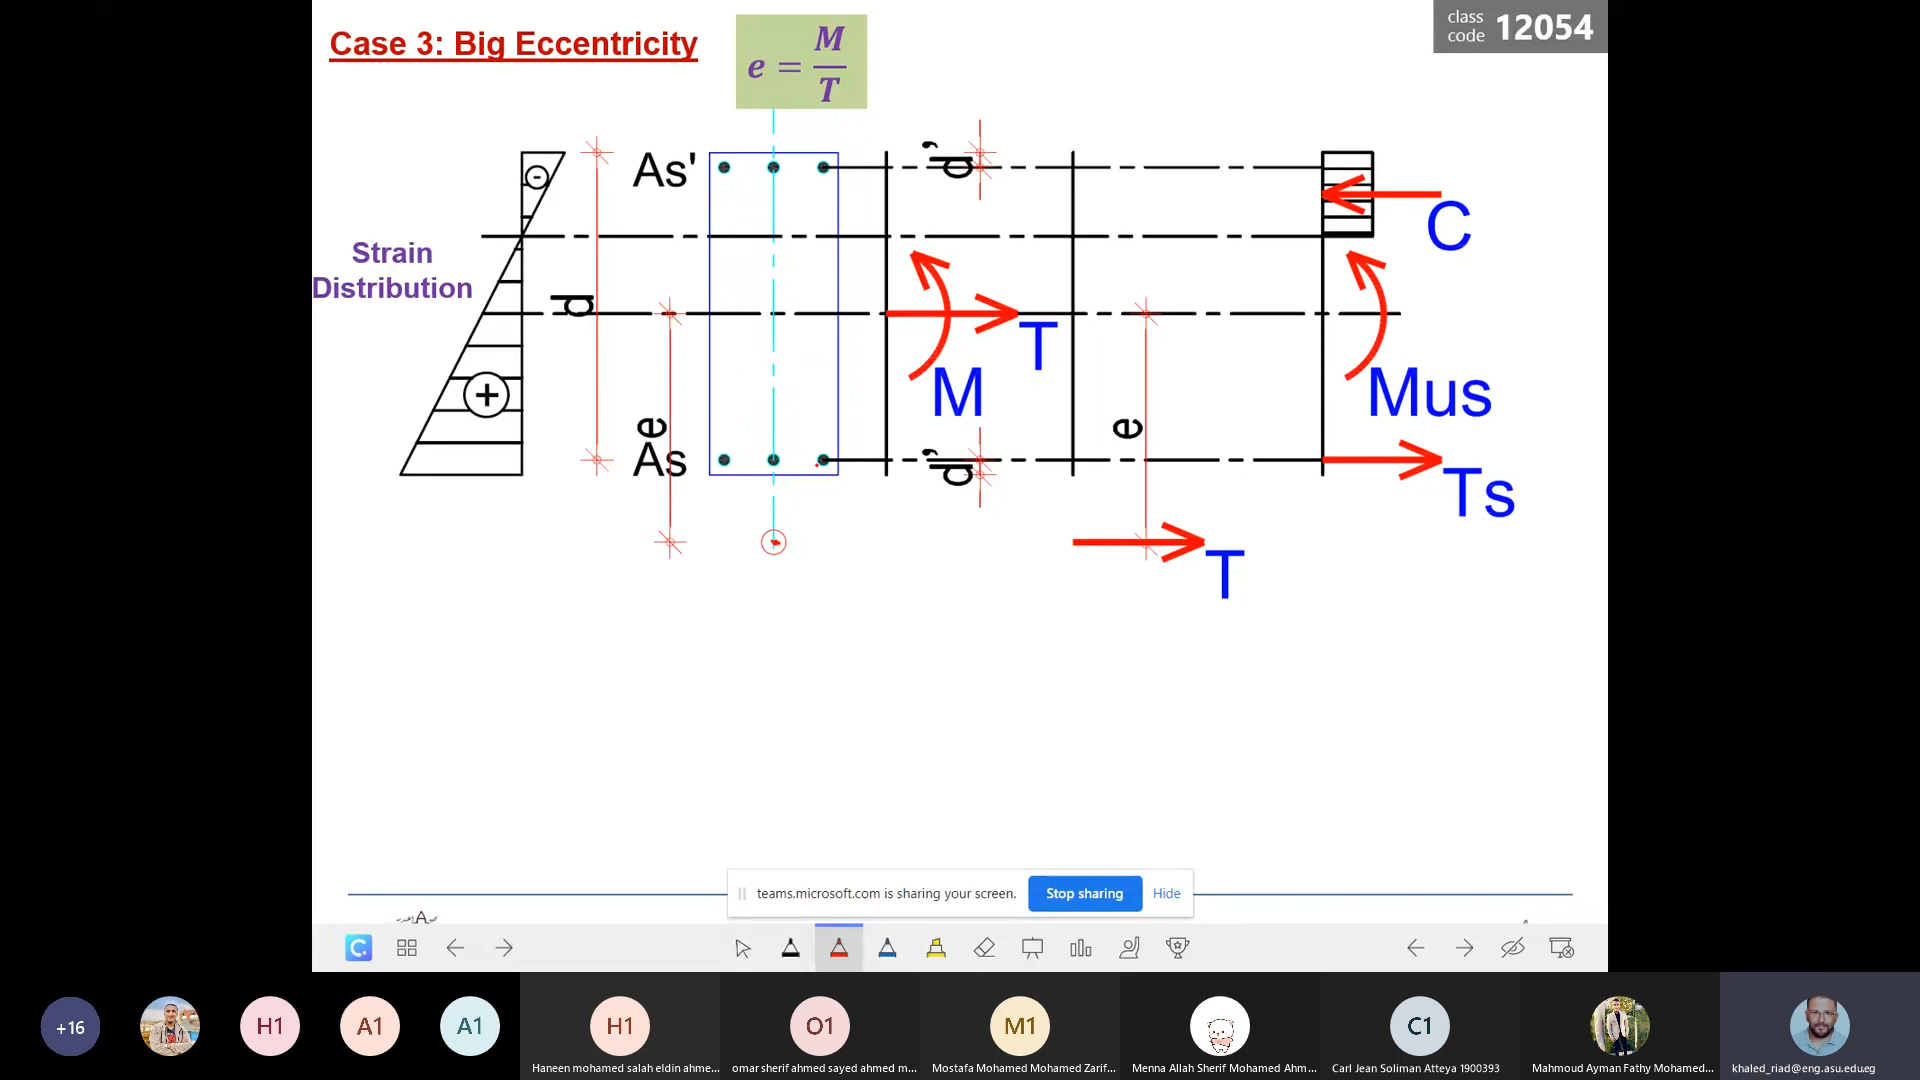 Case 3: Big Eccentricity
e = M / T
class code 12054
As'
d'
C
Strain
Distribution
d
T
M
Mus
e
e
As
d'
Ts
T
teams.microsoft.com is sharing your screen.
Stop sharing
Hide
+16
H1
A1
A1
H1
O1
M1
C1
Haneen mohamed salah eldin ahme...
omar sherif ahmed sayed ahmed m...
Mostafa Mohamed Mohamed Zarif...
Menna Allah Sherif Mohamed Ahm...
Carl Jean Soliman Atteya 1900393
Mahmoud Ayman Fathy Mohamed...
khaled_riad@eng.asu.edu.eg